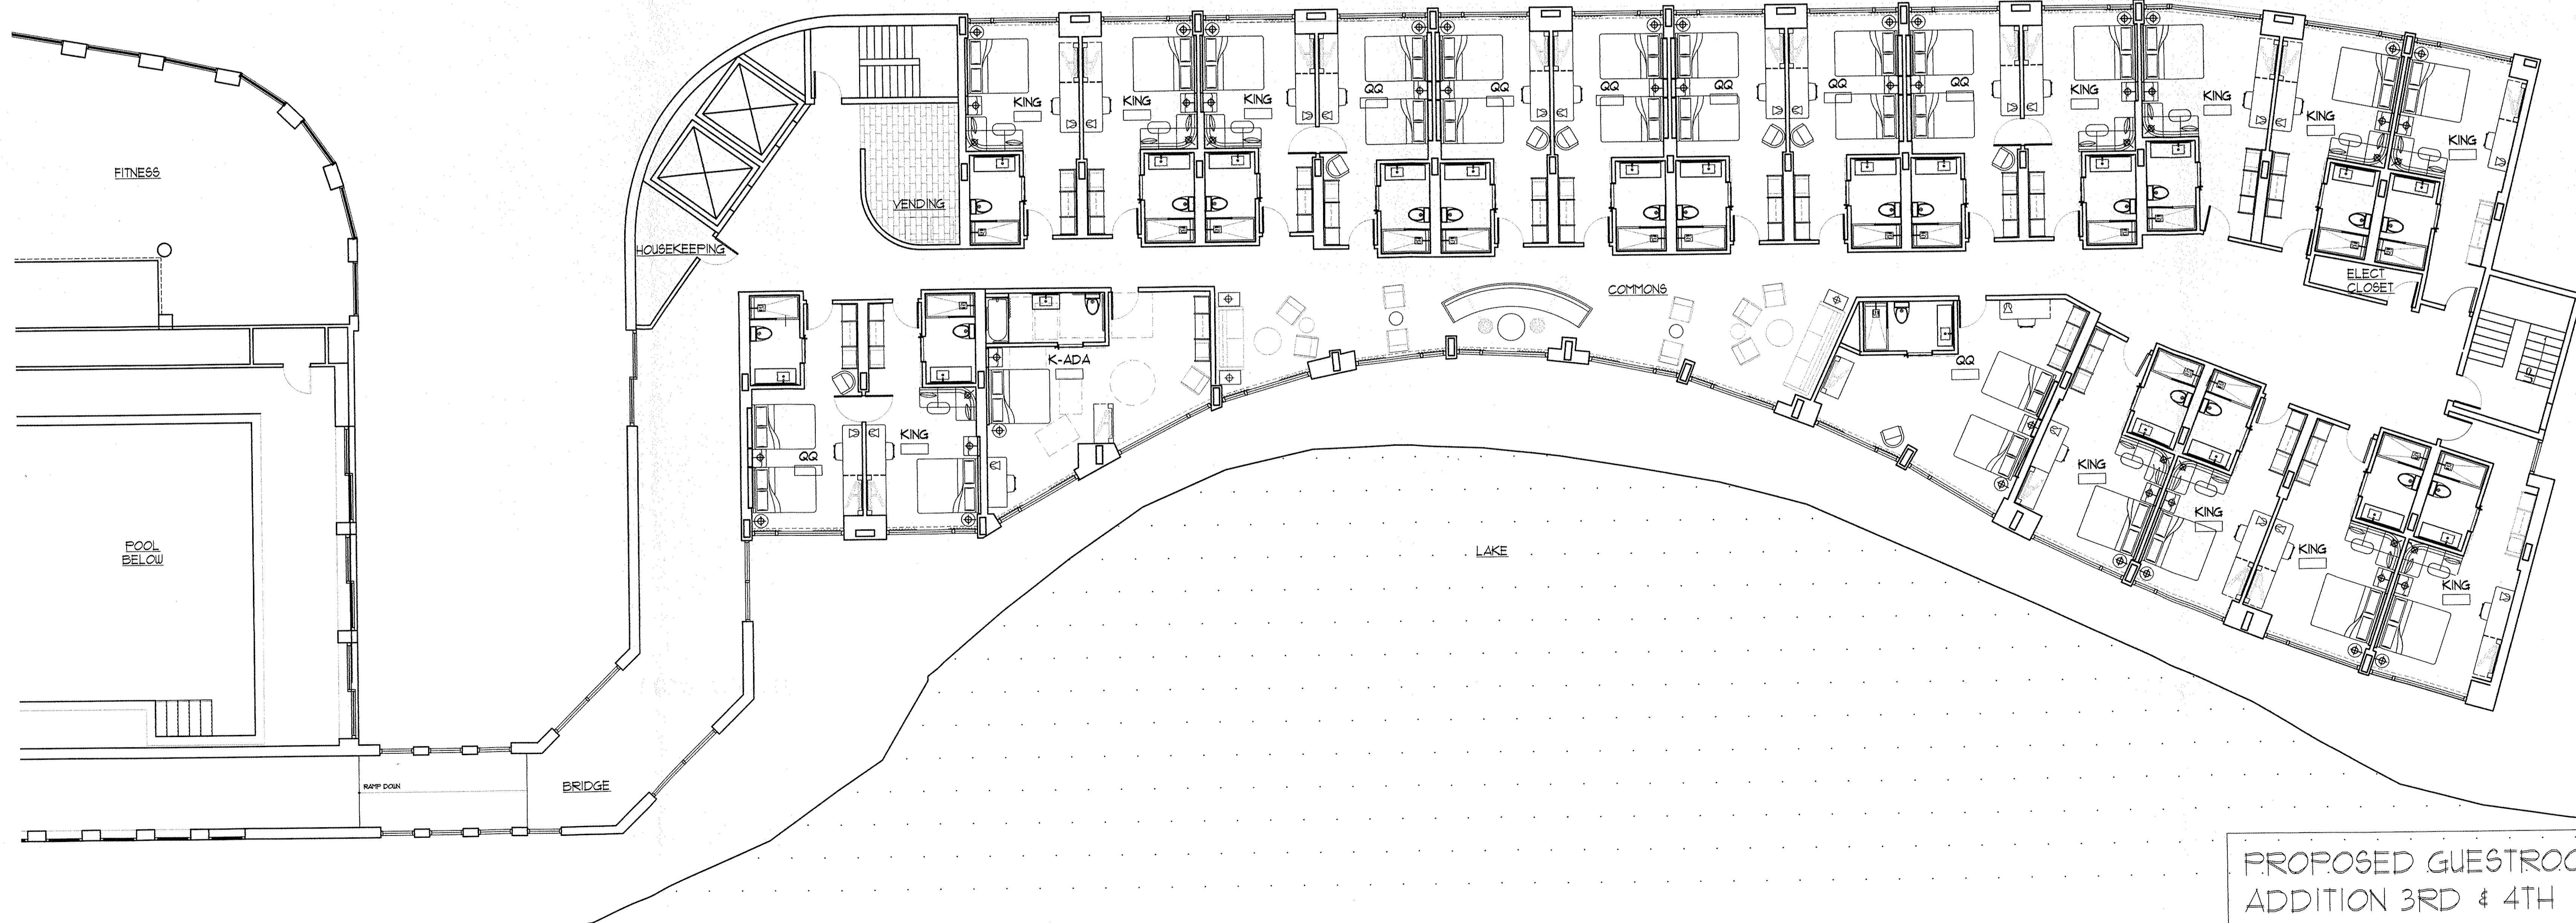 FITNESS
POOL
BELOW
RAMP DOWN
BRIDGE
HOUSEKEEPING
VENDING
KING
KING
KING
QQ
QQ
QQ
QQ
QQ
QQ
KING
KING
KING
KING
ELECT
CLOSET
COMMONS
QQ
KING
K-ADA
QQ
KING
KING
KING
KING
LAKE
PROPOSED GUESTROO
ADDITION 3RD & 4TH